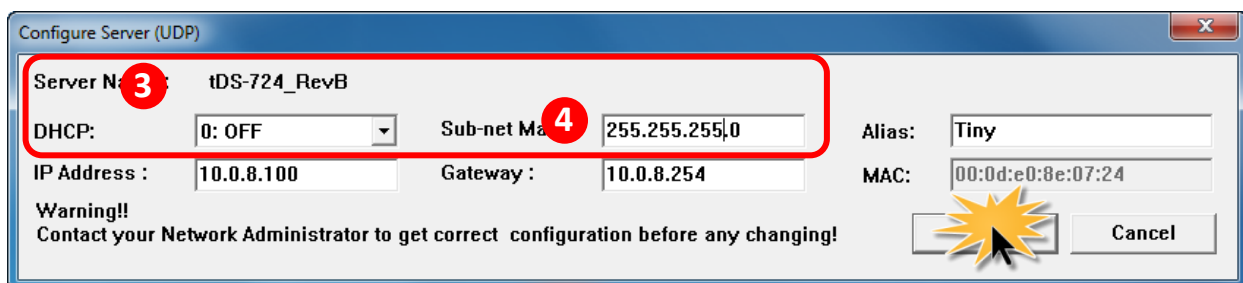 Configure Server (UDP)
Server N 3 : tDS-724_RevB
DHCP: 0: OFF Sub-net Ma 4 255.255.255.0 Alias: Tiny
IP Address : 10.0.8.100 Gateway : 10.0.8.254 MAC: 00:0d:e0:8e:07:24
Warning!!
Contact your Network Administrator to get correct configuration before any changing!
Cancel